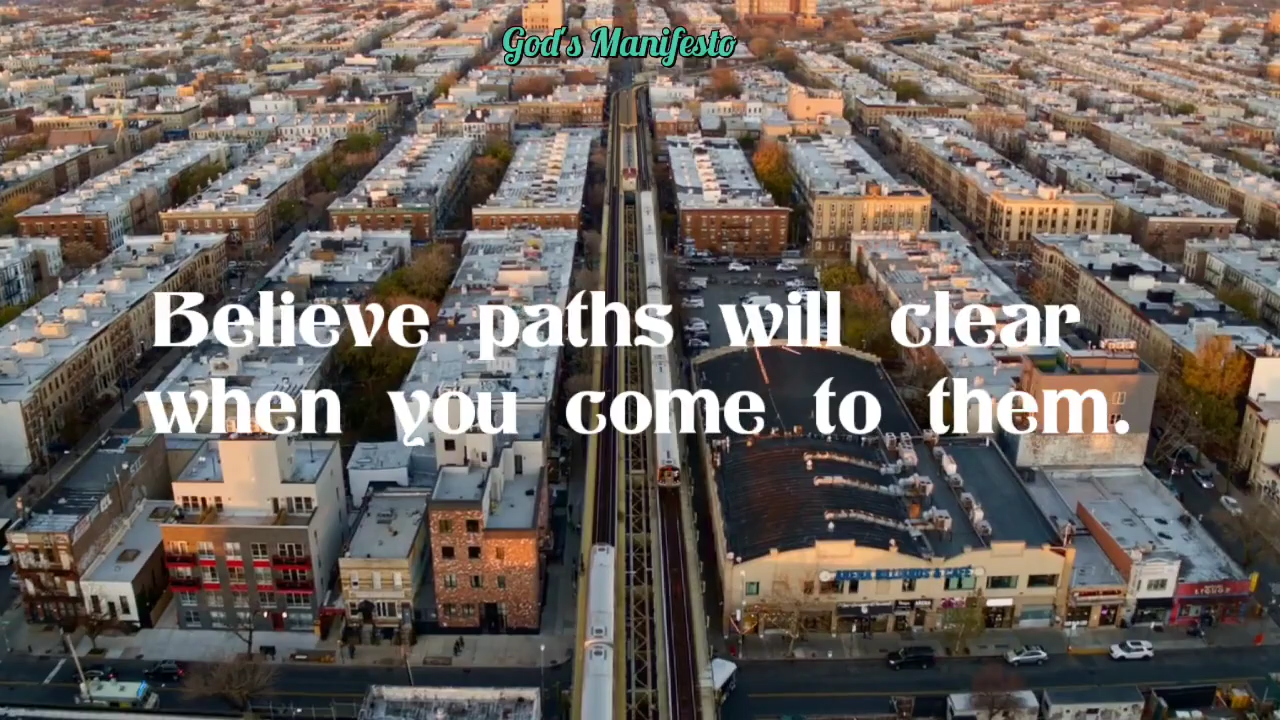 God's Manifesto
Believe paths will clear
when you come to them.